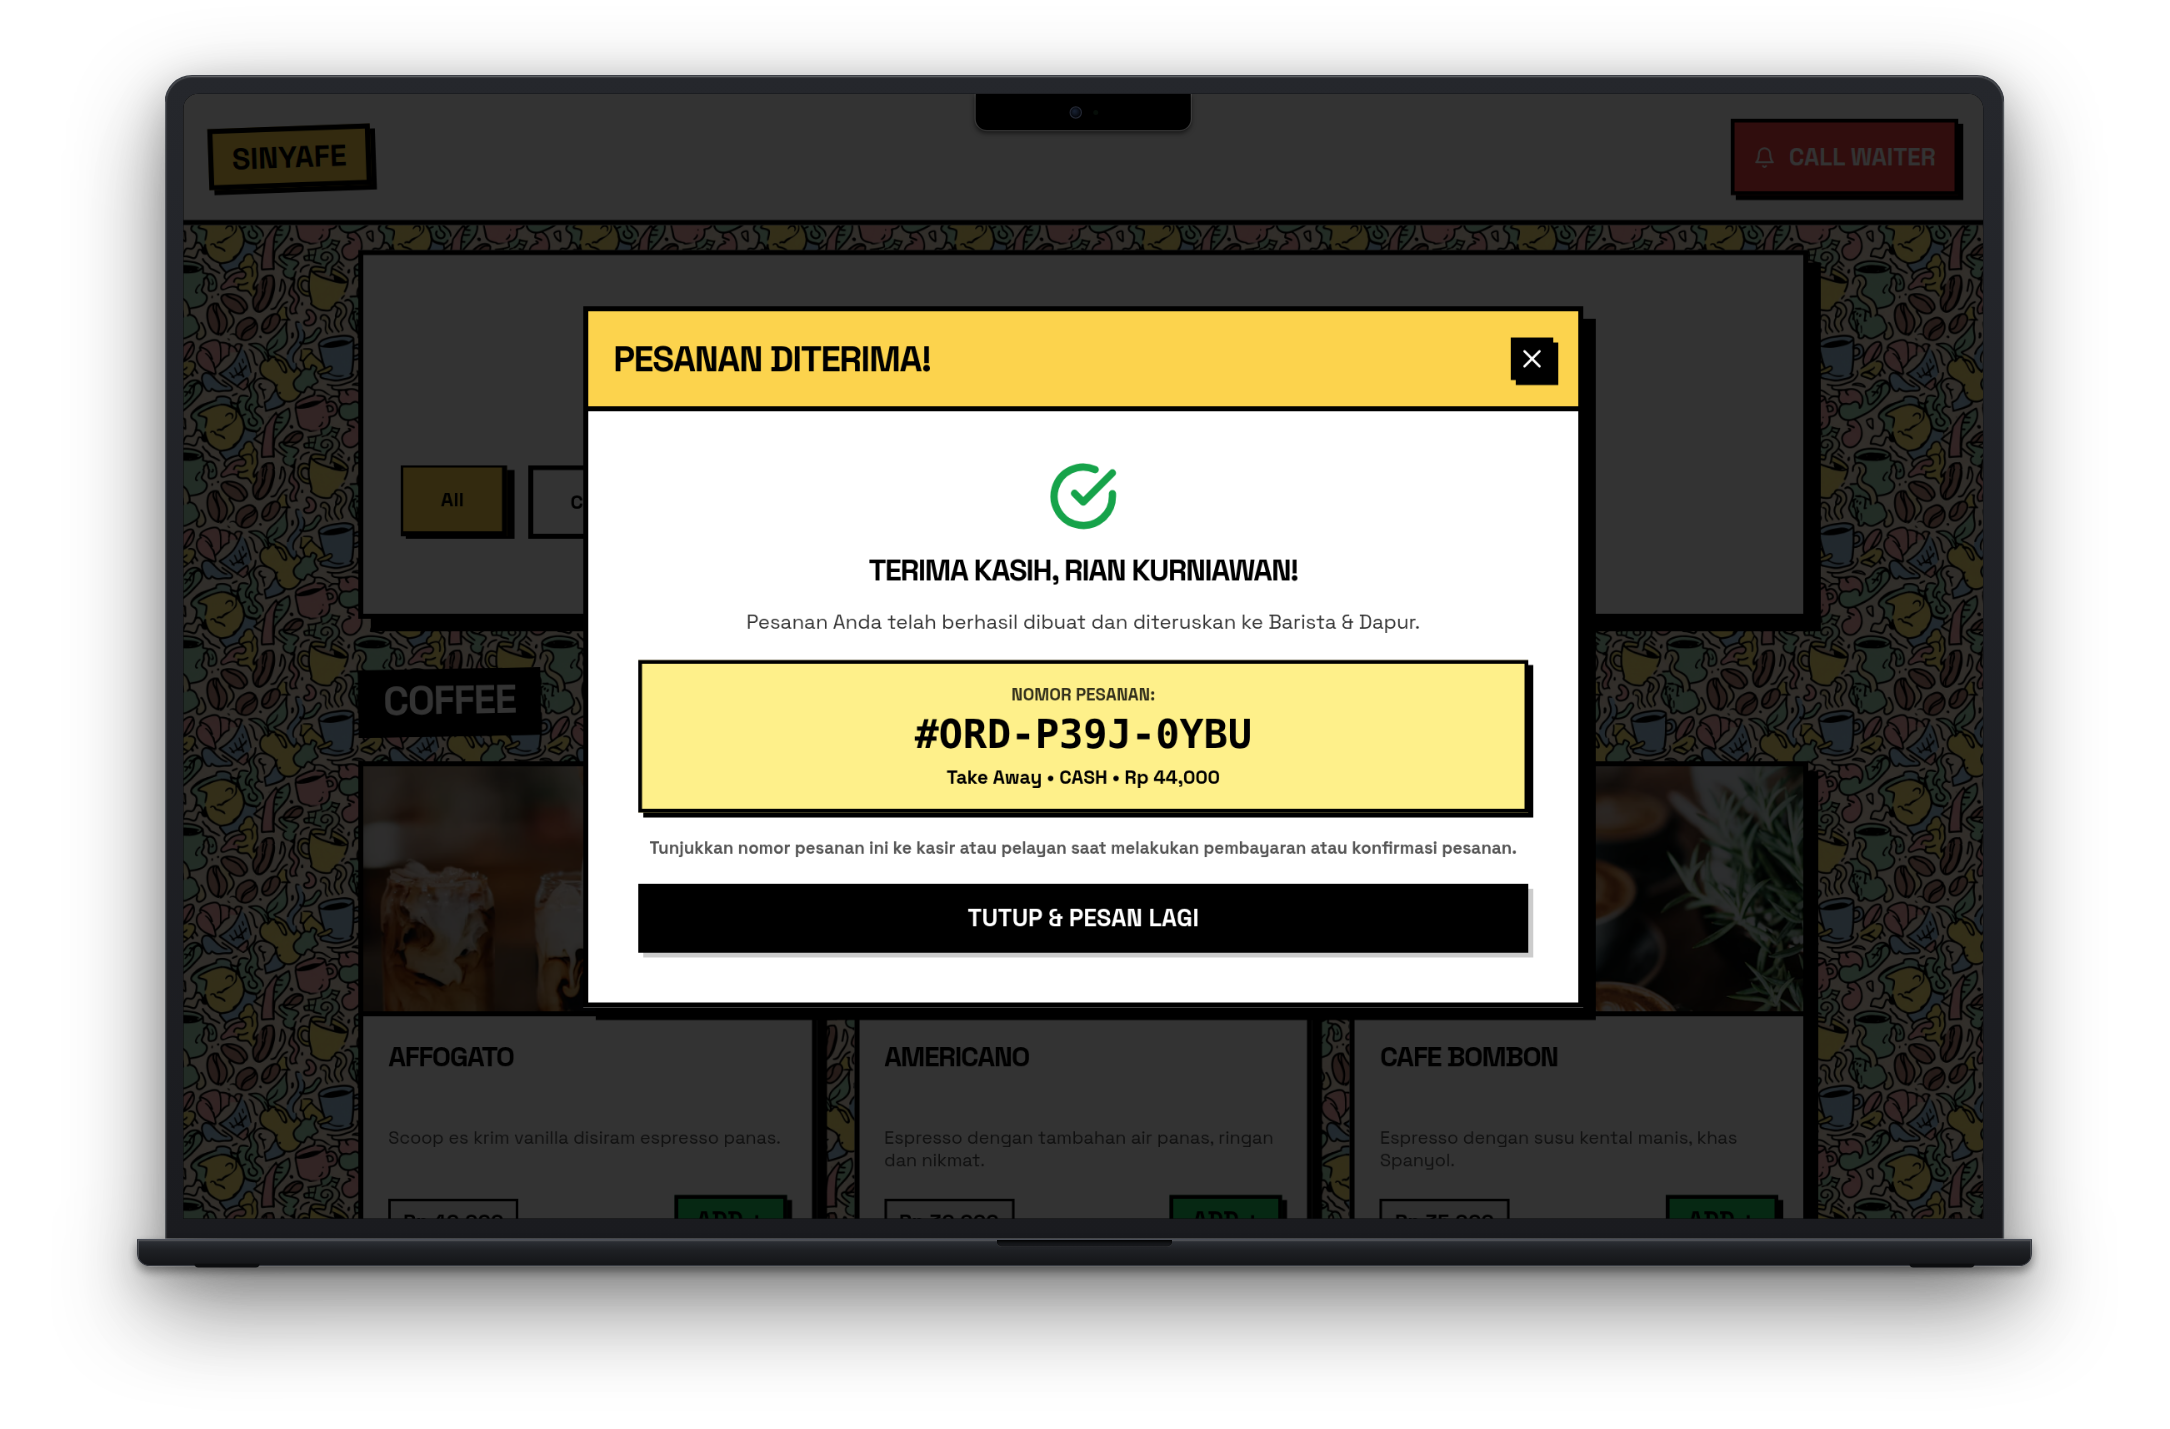 SINYAFE
CALL WAITER
PESANAN DITERIMA!
All
TERIMA KASIH, RIAN KURNIAWAN!
Pesanan Anda telah berhasil dibuat dan diteruskan ke Barista & Dapur.
COFFEE
NOMOR PESANAN:
#ORD-P39J-0YBU
Take Away • CASH • Rp 44,000
Tunjukkan nomor pesanan ini ke kasir atau pelayan saat melakukan pembayaran atau konfirmasi pesanan.
TUTUP & PESAN LAGI
AFFOGATO
AMERICANO
CAFE BOMBON
Scoop es krim vanilla disiram espresso panas.
Espresso dengan tambahan air panas, ringan
dan nikmat.
Espresso dengan susu kental manis, khas
Spanyol.